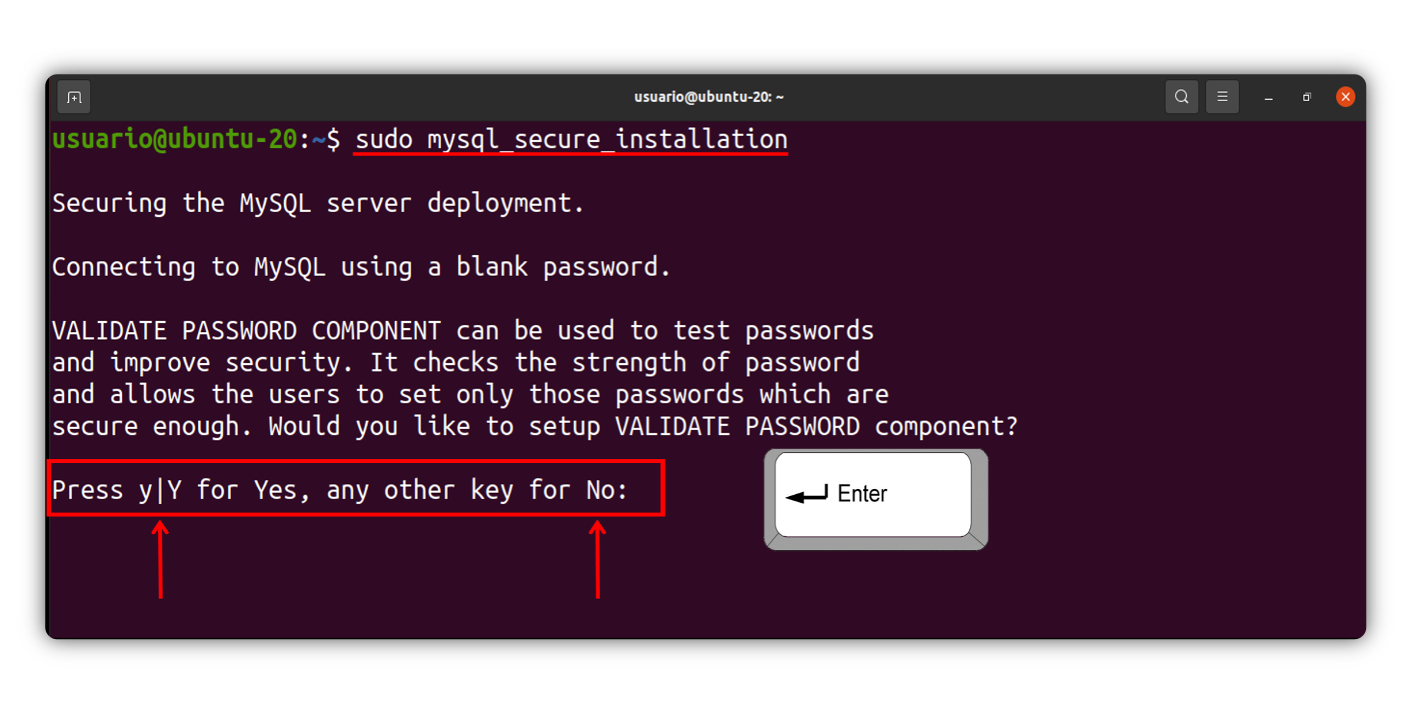 usuario@ubuntu-20: ~
usuario@ubuntu-20:~$ sudo mysql_secure_installation
Securing the MySQL server deployment.
Connecting to MySQL using a blank password.
VALIDATE PASSWORD COMPONENT can be used to test passwords
and improve security. It checks the strength of password
and allows the users to set only those passwords which are
secure enough. Would you like to setup VALIDATE PASSWORD component?
Press y|Y for Yes, any other key for No:
Enter